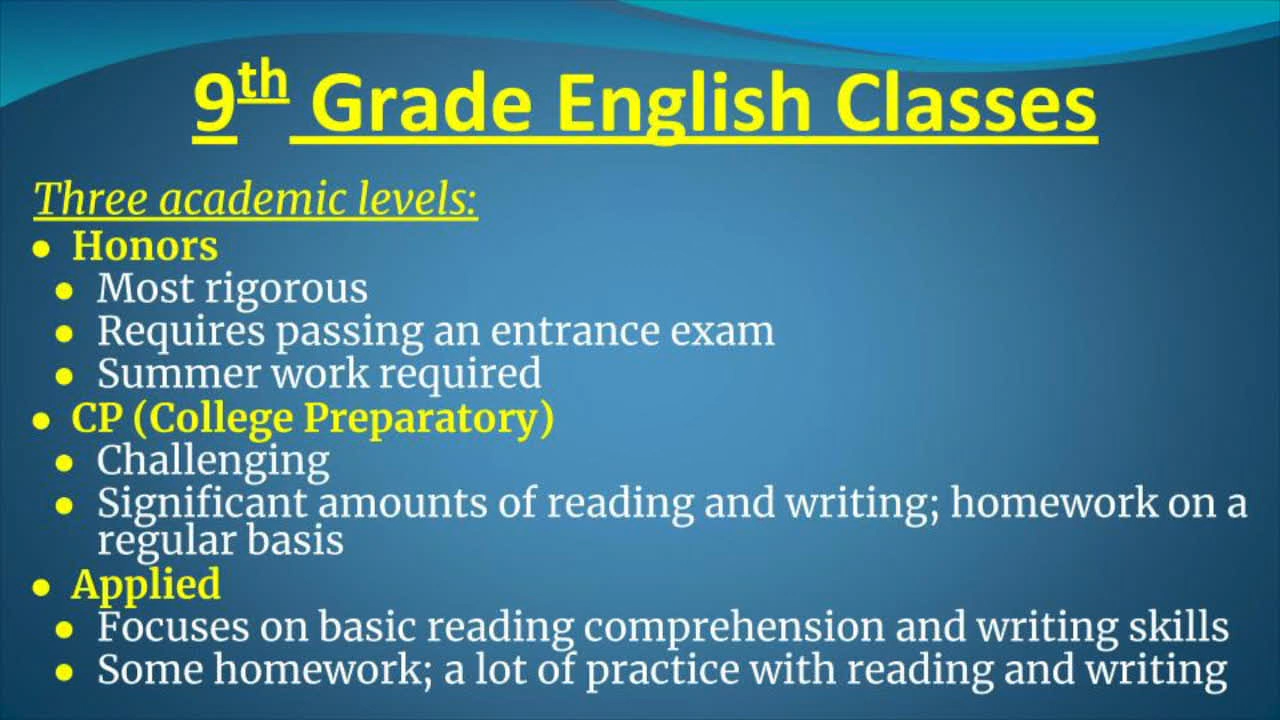 9th Grade English Classes
Three academic levels:
● Honors
● Most rigorous
● Requires passing an entrance exam
● Summer work required
● CP (College Preparatory)
● Challenging
● Significant amounts of reading and writing; homework on a
regular basis
● Applied
● Focuses on basic reading comprehension and writing skills
● Some homework; a lot of practice with reading and writing